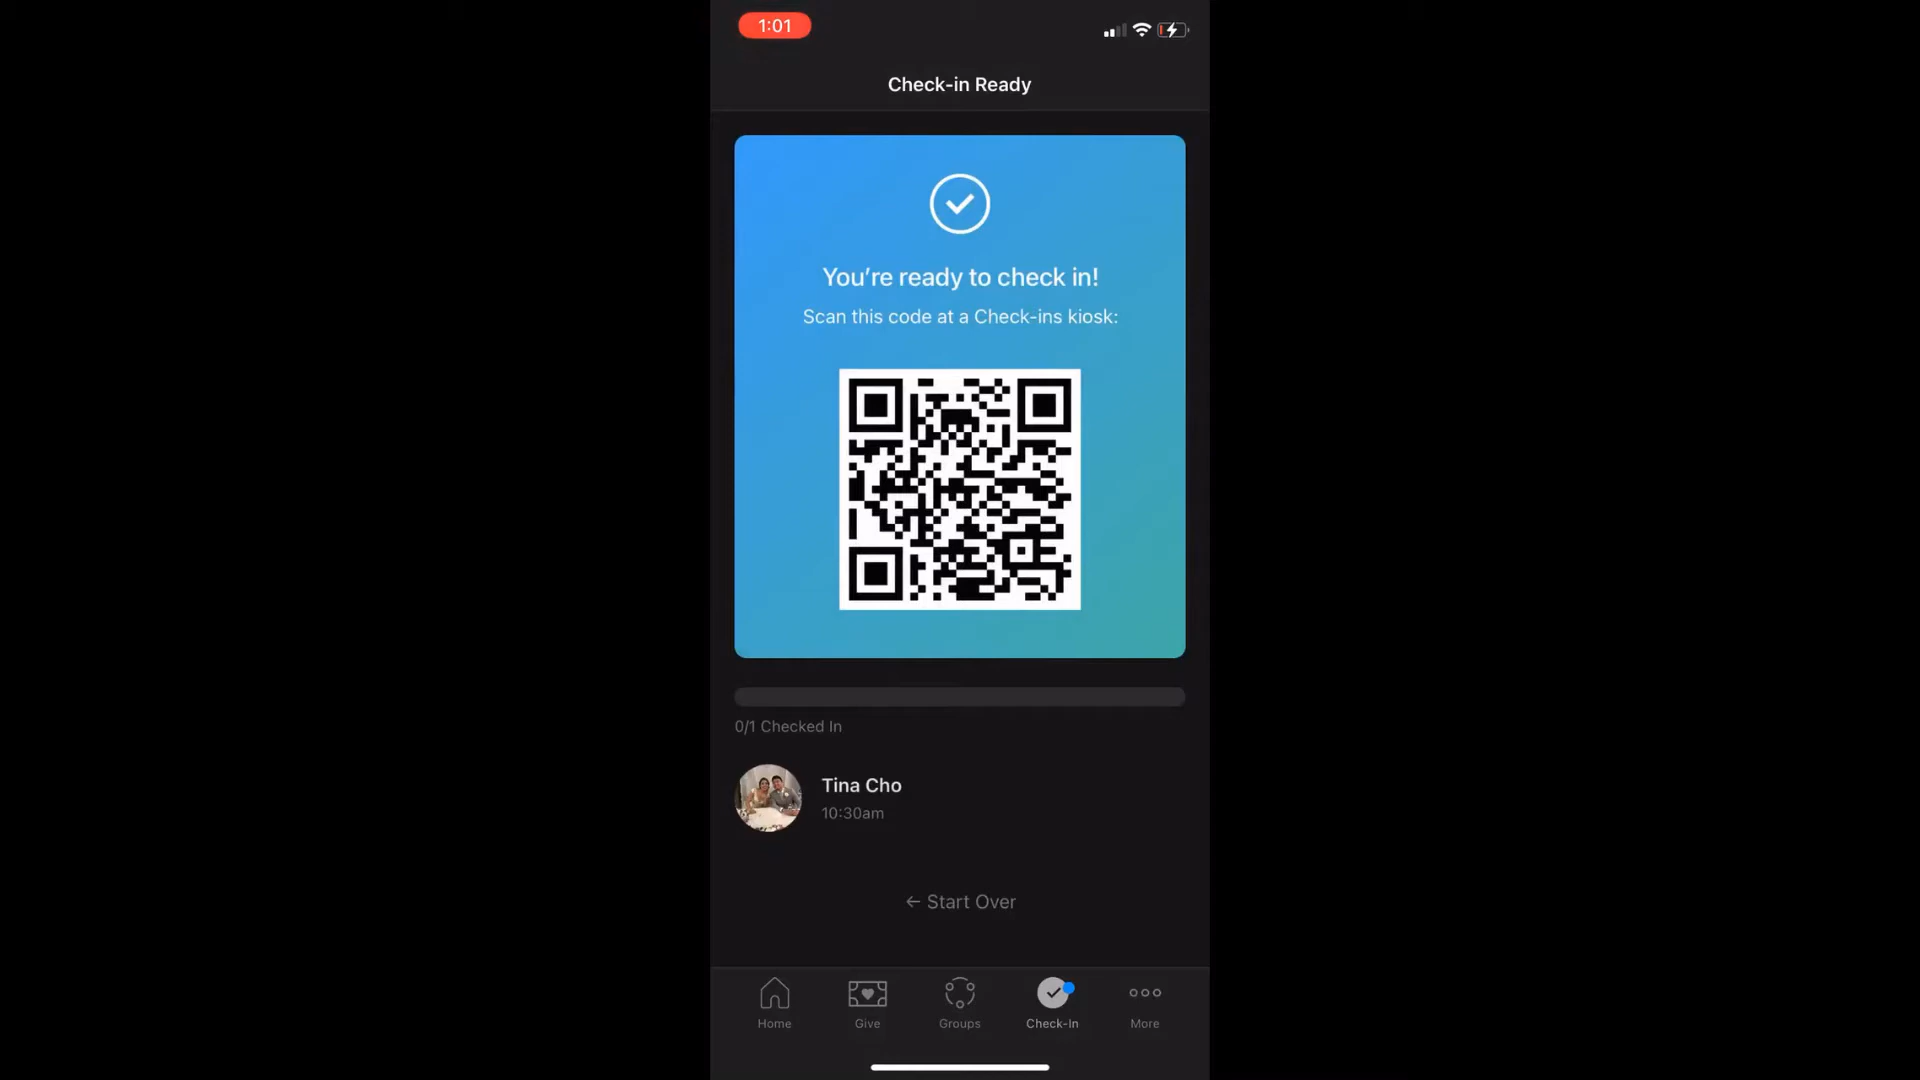 1:01
Check-in Ready
You’re ready to check in!
Scan this code at a Check-ins kiosk:
0/1 Checked In
Tina Cho
10:30am
← Start Over
Home
Give
Groups
Check-In
More